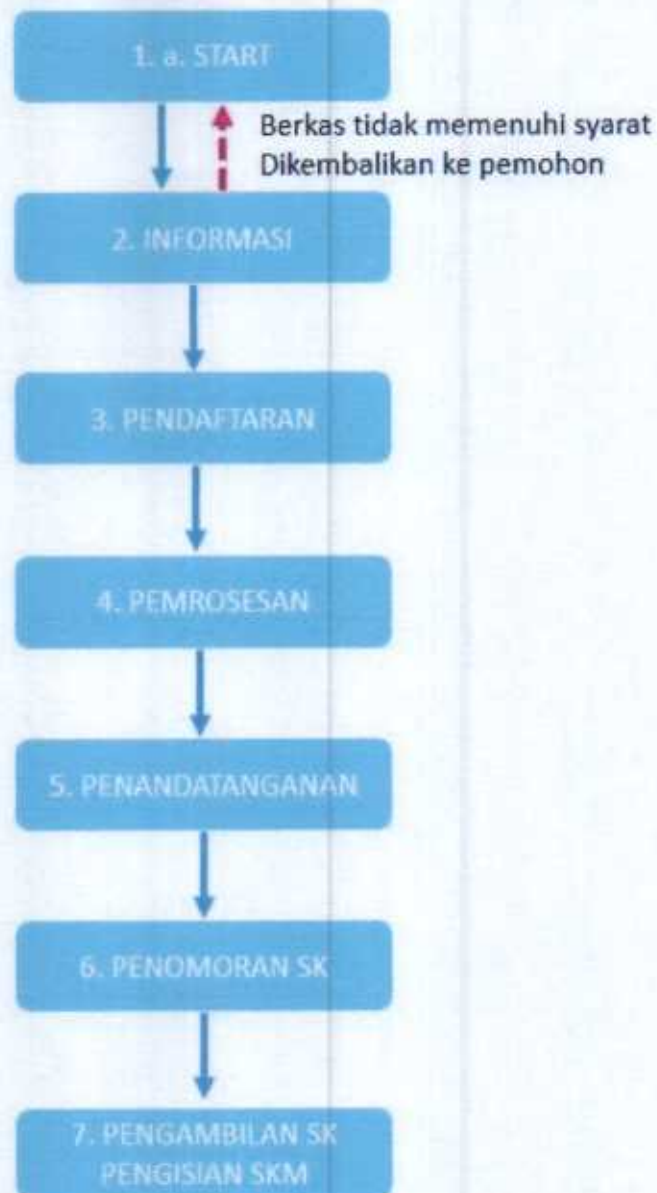 1. a. START
Berkas tidak memenuhi syarat
Dikembalikan ke pemohon
2. INFORMASI
3. PENDAFTARAN
4. PEMROSESAN
5. PENANDATANGANAN
6. PENOMORAN SK
7. PENGAMBILAN SK
PENGISIAN SKM